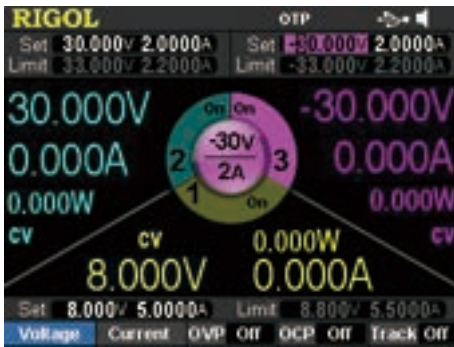 RIGOL OTP
Set 30.000V 2.0000A Set -30.000V 2.0000A
Limit 33.000V 2.2000A Limit -33.000V 2.2000A
30.000V On On -30.000V
0.000A 2 -30V 2A 3 0.000A
0.000W 1 On 0.000W
CV CV 0.000W CV
8.000V 0.000A
Set 8.000V 5.0000A Limit 8.800V 5.5000A
Voltage Current OVP Off OCP Off Track Off